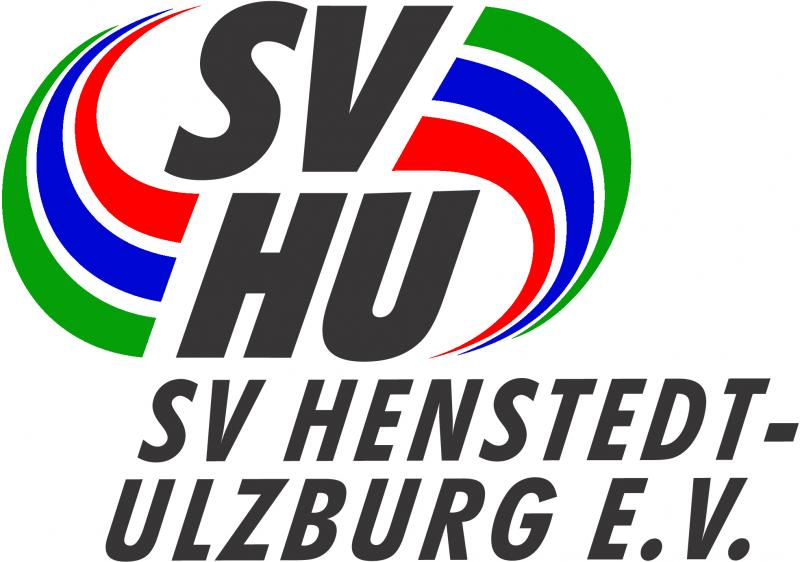 SV
HU
SV HENSTEDT-
ULZBURG E.V.